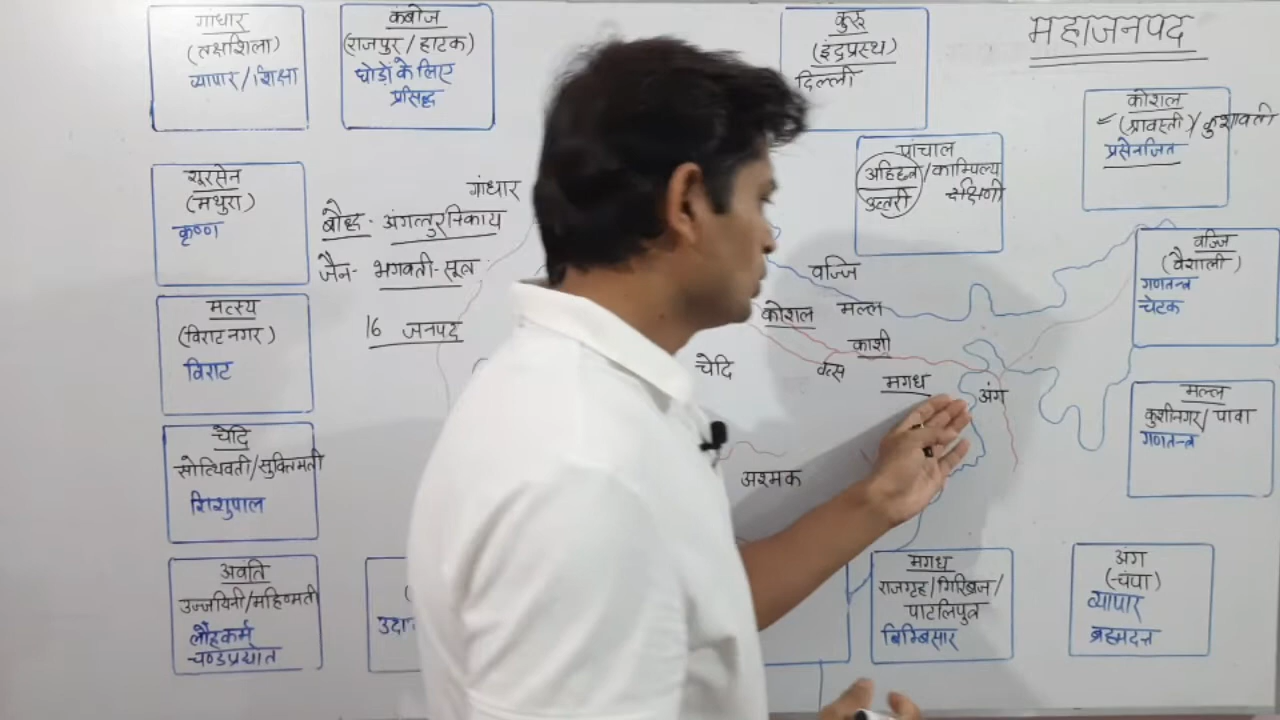 महाजनपद
गांधार
(तक्षशिला)
व्यापार/शिक्षा
कंबोज
(राजपुर/हाटक)
घोड़ों के लिए
प्रसिद्ध
कुरु
(इंद्रप्रस्थ)
दिल्ली
कोशल
(श्रावस्ती)/कुशावती
प्रसेनजित
पांचाल
अहिछत्र/काम्पिल्य
उत्तरी दक्षिणी
शूरसेन
(मथुरा)
कृष्ण
गांधार
बौद्ध - अंगुत्तरनिकाय
जैन - भगवती-सूत्र
16 जनपद
वज्जि
(वैशाली)
गणतन्त्र
चेटक
मत्स्य
(विराटनगर)
विराट
वज्जि
कोशल मल्ल
काशी
चेदि वत्स
मगध अंग
अश्मक
मल्ल
कुशीनगर/पावा
गणतन्त्र
चेदि
सोत्थिवती/सुक्तिमती
शिशुपाल
अवंति
उज्जयिनी/महिष्मती
लौहकर्म
चण्डप्रद्योत
मगध
राजगृह/गिरिब्रज/
पाटलिपुत्र
बिम्बिसार
अंग
(चंपा)
व्यापार
ब्रह्मदत्त